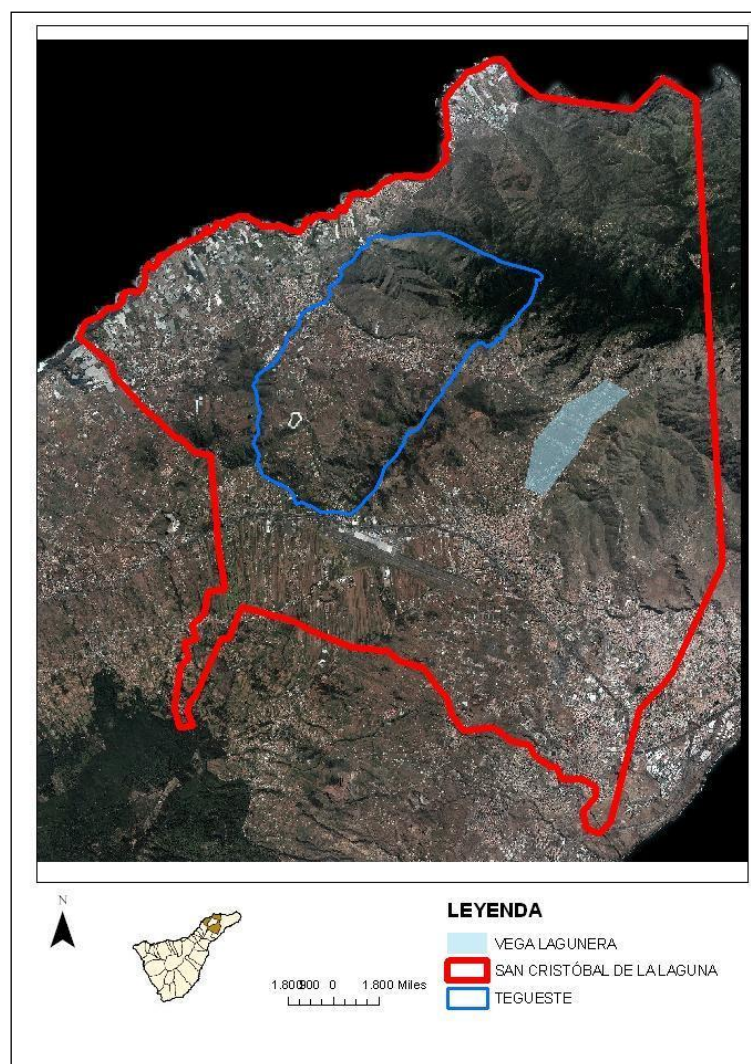 N
LEYENDA
VEGA LAGUNERA
SAN CRISTÓBAL DE LA LAGUNA
TEGUESTE
1.800900 0 1.800 Miles